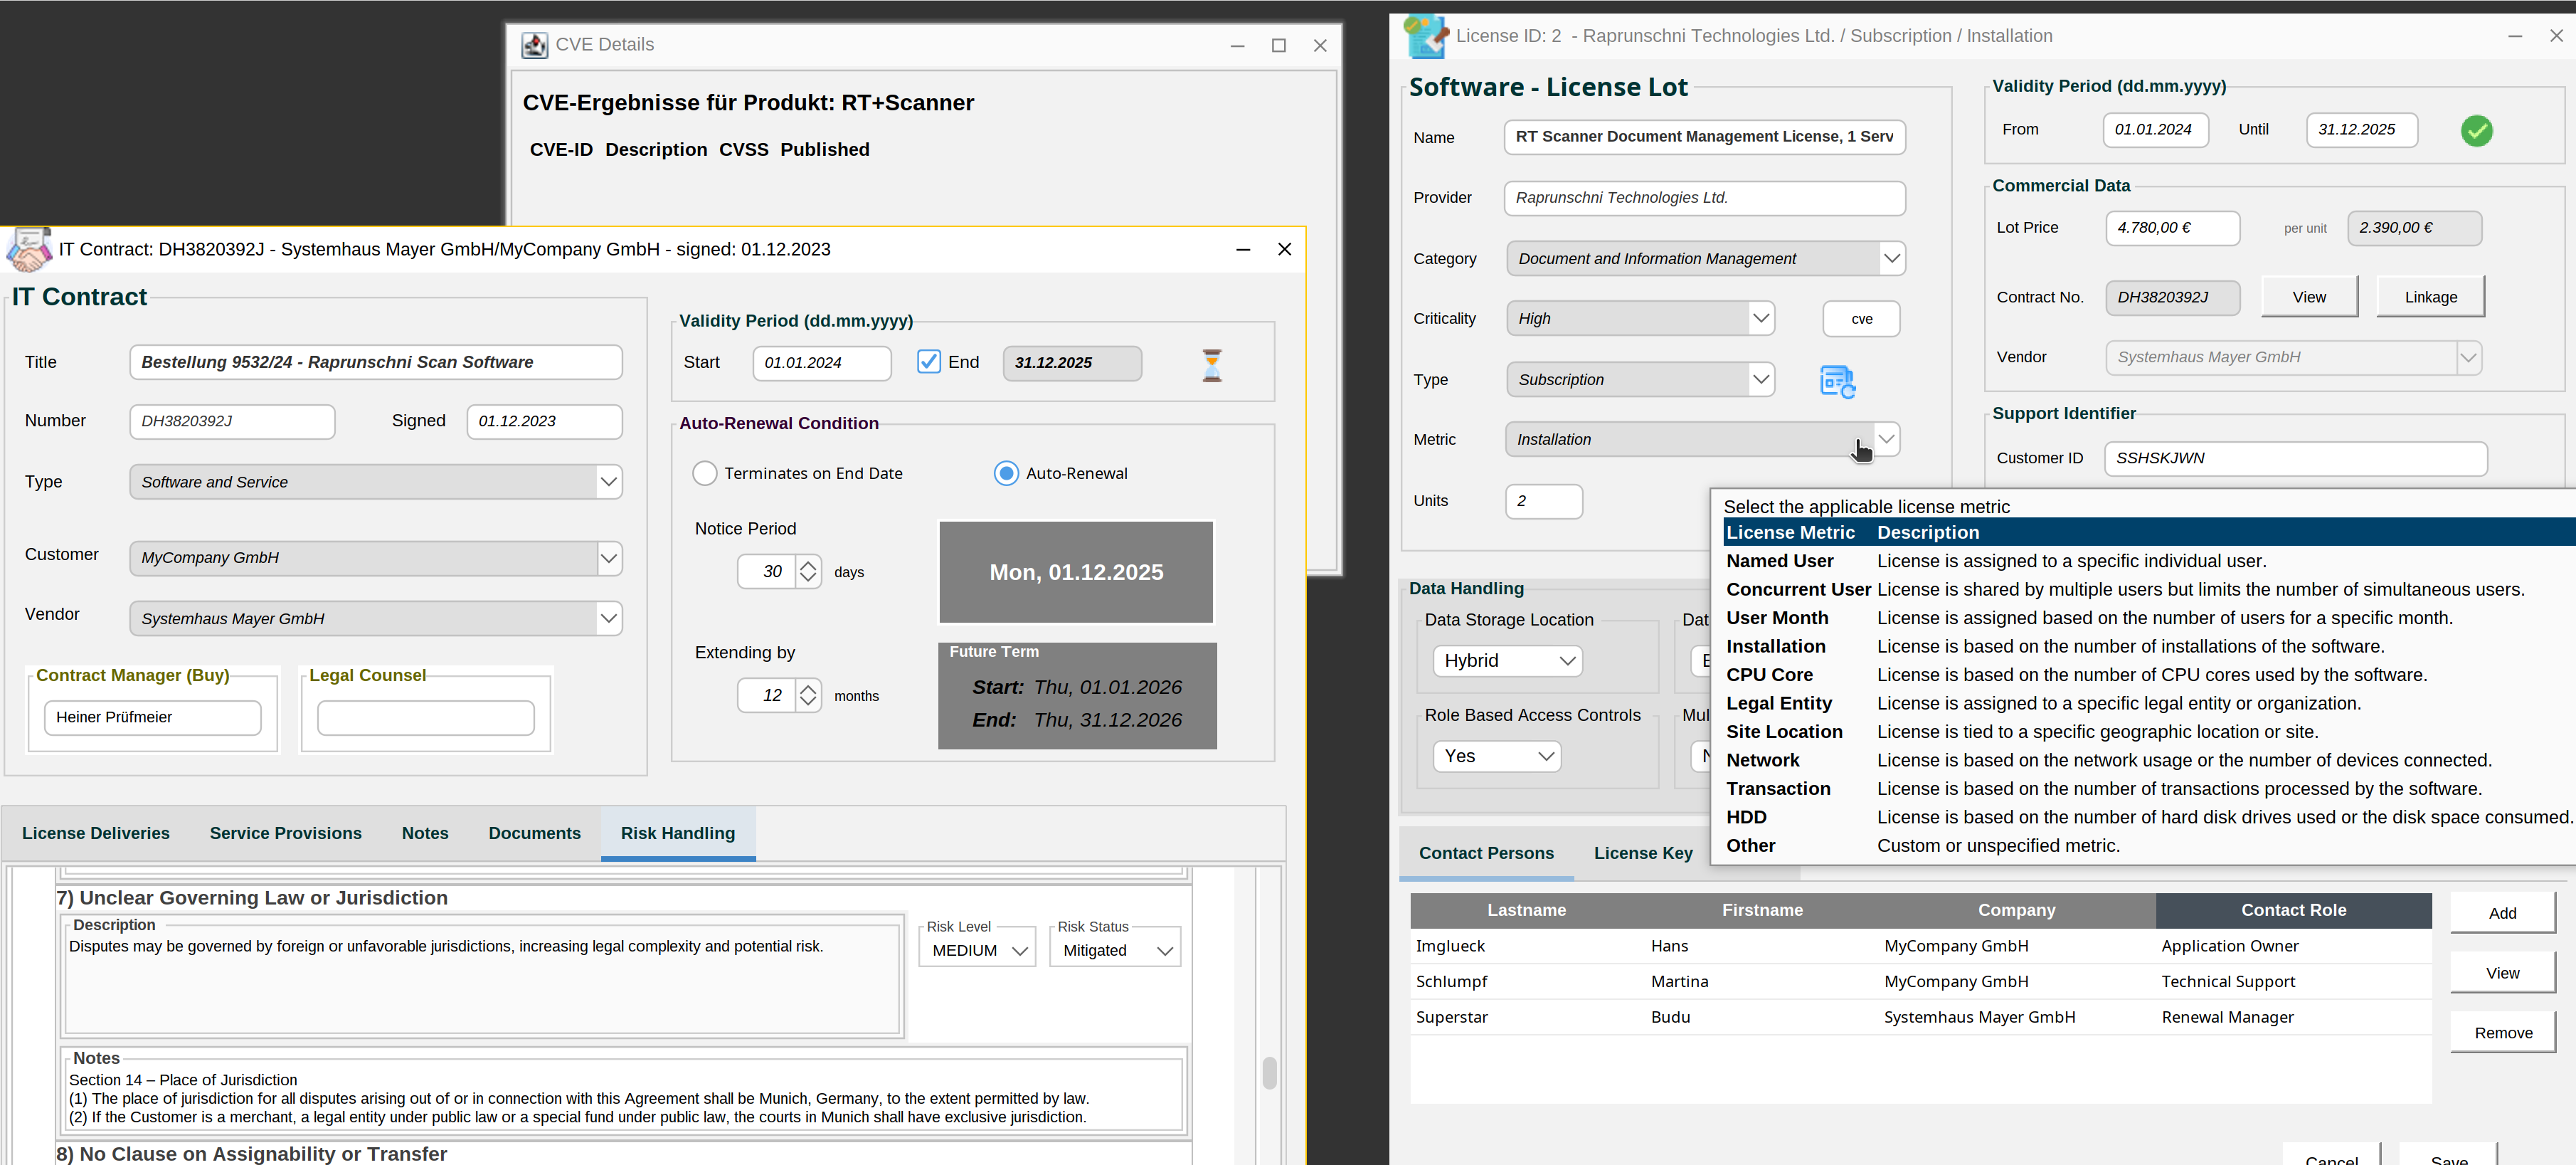 CVE Details
CVE-Ergebnisse für Produkt: RT+Scanner
CVE-ID Description CVSS Published
IT Contract: DH3820392J - Systemhaus Mayer GmbH/MyCompany GmbH - signed: 01.12.2023
IT Contract
Title Bestellung 9532/24 - Raprunschni Scan Software
Number DH3820392J Signed 01.12.2023
Type Software and Service
Customer MyCompany GmbH
Vendor Systemhaus Mayer GmbH
Contract Manager (Buy) Legal Counsel
Heiner Prüfmeier
Validity Period (dd.mm.yyyy)
Start 01.01.2024 End 31.12.2025
Auto-Renewal Condition
Terminates on End Date Auto-Renewal
Notice Period
30 days Mon, 01.12.2025
Extending by
12 months
Future Term
Start: Thu, 01.01.2026
End: Thu, 31.12.2026
License Deliveries Service Provisions Notes Documents Risk Handling
7) Unclear Governing Law or Jurisdiction
Description
Disputes may be governed by foreign or unfavorable jurisdictions, increasing legal complexity and potential risk.
Risk Level Risk Status
MEDIUM Mitigated
Notes
Section 14 – Place of Jurisdiction
(1) The place of jurisdiction for all disputes arising out of or in connection with this Agreement shall be Munich, Germany, to the extent permitted by law.
(2) If the Customer is a merchant, a legal entity under public law or a special fund under public law, the courts in Munich shall have exclusive jurisdiction.
8) No Clause on Assignability or Transfer
License ID: 2 - Raprunschni Technologies Ltd. / Subscription / Installation
Software - License Lot
Name RT Scanner Document Management License, 1 Serv
Provider Raprunschni Technologies Ltd.
Category Document and Information Management
Criticality High cve
Type Subscription
Metric Installation
Units 2
Validity Period (dd.mm.yyyy)
From 01.01.2024 Until 31.12.2025
Commercial Data
Lot Price 4.780,00 € per unit 2.390,00 €
Contract No. DH3820392J View Linkage
Vendor Systemhaus Mayer GmbH
Support Identifier
Customer ID SSHSKJWN
Select the applicable license metric
License Metric Description
Named User License is assigned to a specific individual user.
Concurrent User License is shared by multiple users but limits the number of simultaneous users.
User Month License is assigned based on the number of users for a specific month.
Installation License is based on the number of installations of the software.
CPU Core License is based on the number of CPU cores used by the software.
Legal Entity License is assigned to a specific legal entity or organization.
Site Location License is tied to a specific geographic location or site.
Network License is based on the network usage or the number of devices connected.
Transaction License is based on the number of transactions processed by the software.
HDD License is based on the number of hard disk drives used or the disk space consumed.
Other Custom or unspecified metric.
Data Handling
Data Storage Location
Hybrid
Role Based Access Controls
Yes
Contact Persons License Key
Lastname Firstname Company Contact Role
Imglueck Hans MyCompany GmbH Application Owner
Schlumpf Martina MyCompany GmbH Technical Support
Superstar Budu Systemhaus Mayer GmbH Renewal Manager
Add
View
Remove
Cancel Save